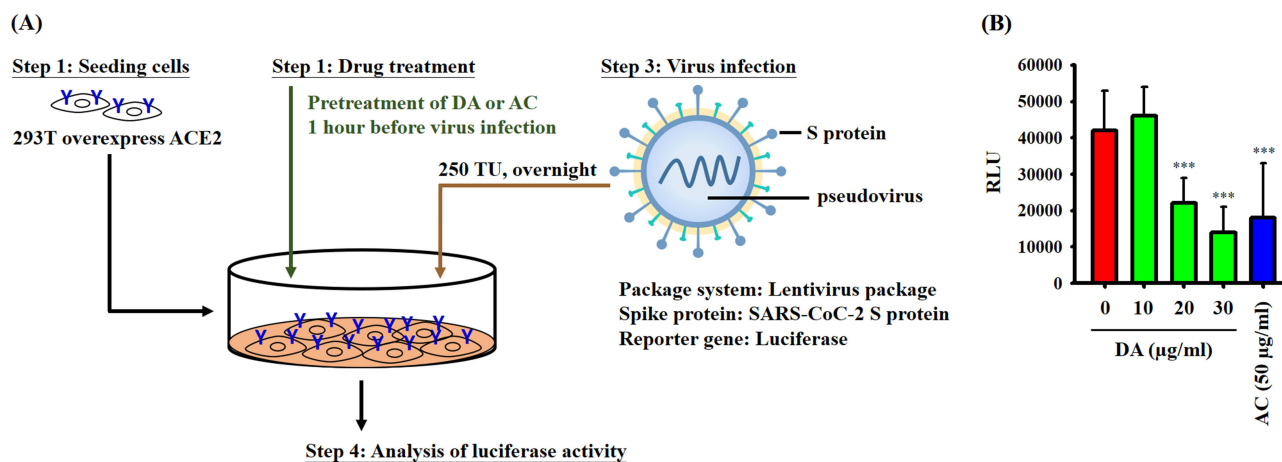 (A)
Step 1: Seeding cells
293T overexpress ACE2
Step 1: Drug treatment
Pretreatment of DA or AC
1 hour before virus infection
Step 3: Virus infection
S protein
250 TU, overnight
pseudovirus
Package system: Lentivirus package
Spike protein: SARS-CoC-2 S protein
Reporter gene: Luciferase
Step 4: Analysis of luciferase activity
(B)
RLU
60000
50000
40000
30000
20000
10000
0
***
***
***
0 10 20 30
DA (μg/ml)
AC (50 μg/ml)